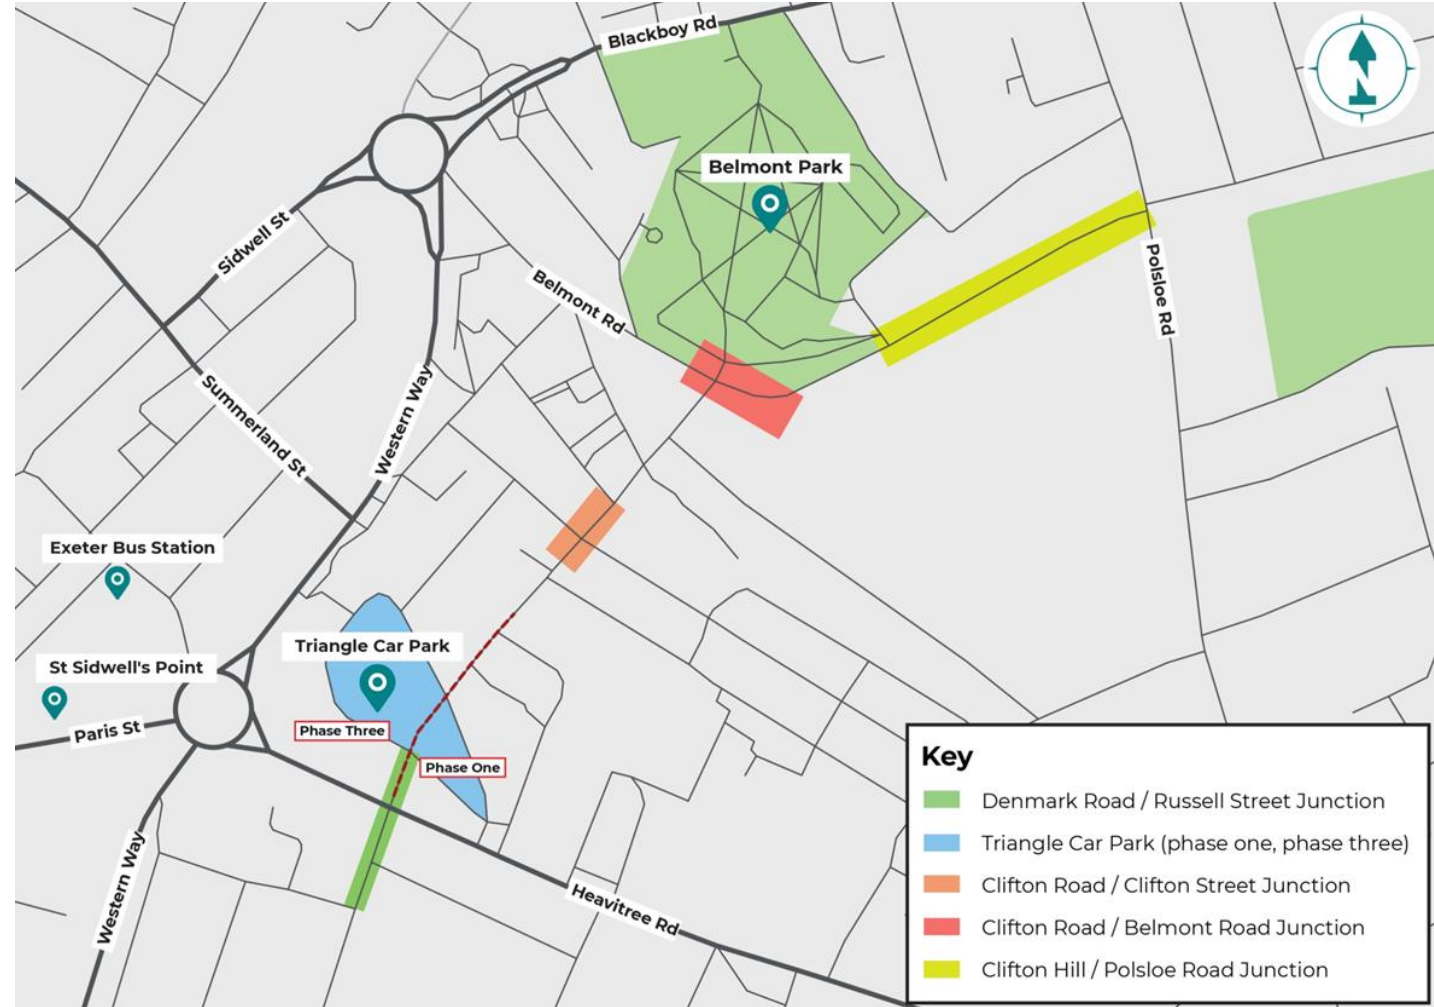 Blackboy Rd
N
Belmont Park
Sidwell St
Belmont Rd
Polsloe Rd
Summerland St
Western Way
Exeter Bus Station
Triangle Car Park
St Sidwell's Point
Paris St
Phase Three
Phase One
Western Way
Heavitree Rd
Key
Denmark Road / Russell Street Junction
Triangle Car Park (phase one, phase three)
Clifton Road / Clifton Street Junction
Clifton Road / Belmont Road Junction
Clifton Hill / Polsloe Road Junction